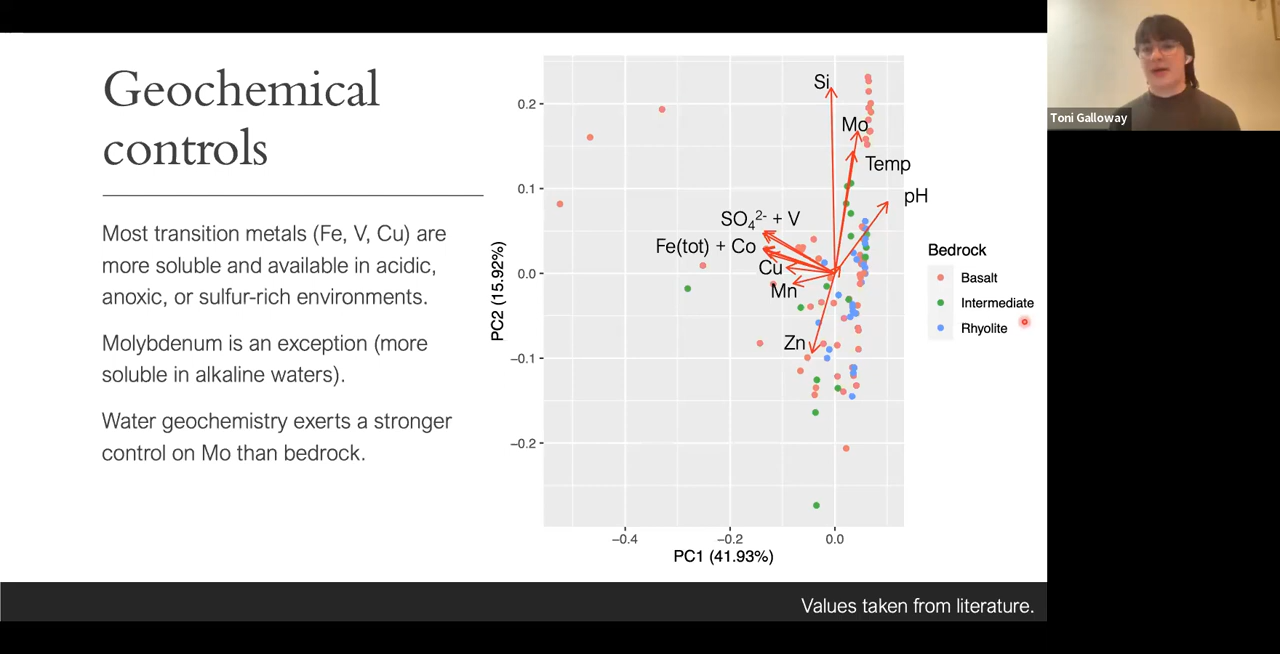 Geochemical
controls
Most transition metals (Fe, V, Cu) are
more soluble and available in acidic,
anoxic, or sulfur-rich environments.
Molybdenum is an exception (more
soluble in alkaline waters).
Water geochemistry exerts a stronger
control on Mo than bedrock.
Si
Mo
Temp
pH
SO₄²⁻ + V
Fe(tot) + Co
Cu
Mn
Zn
0.2
0.1
0.0
−0.1
−0.2
PC2 (15.92%)
−0.4
−0.2
0.0
PC1 (41.93%)
Bedrock
Basalt
Intermediate
Rhyolite
Values taken from literature.
Toni Galloway